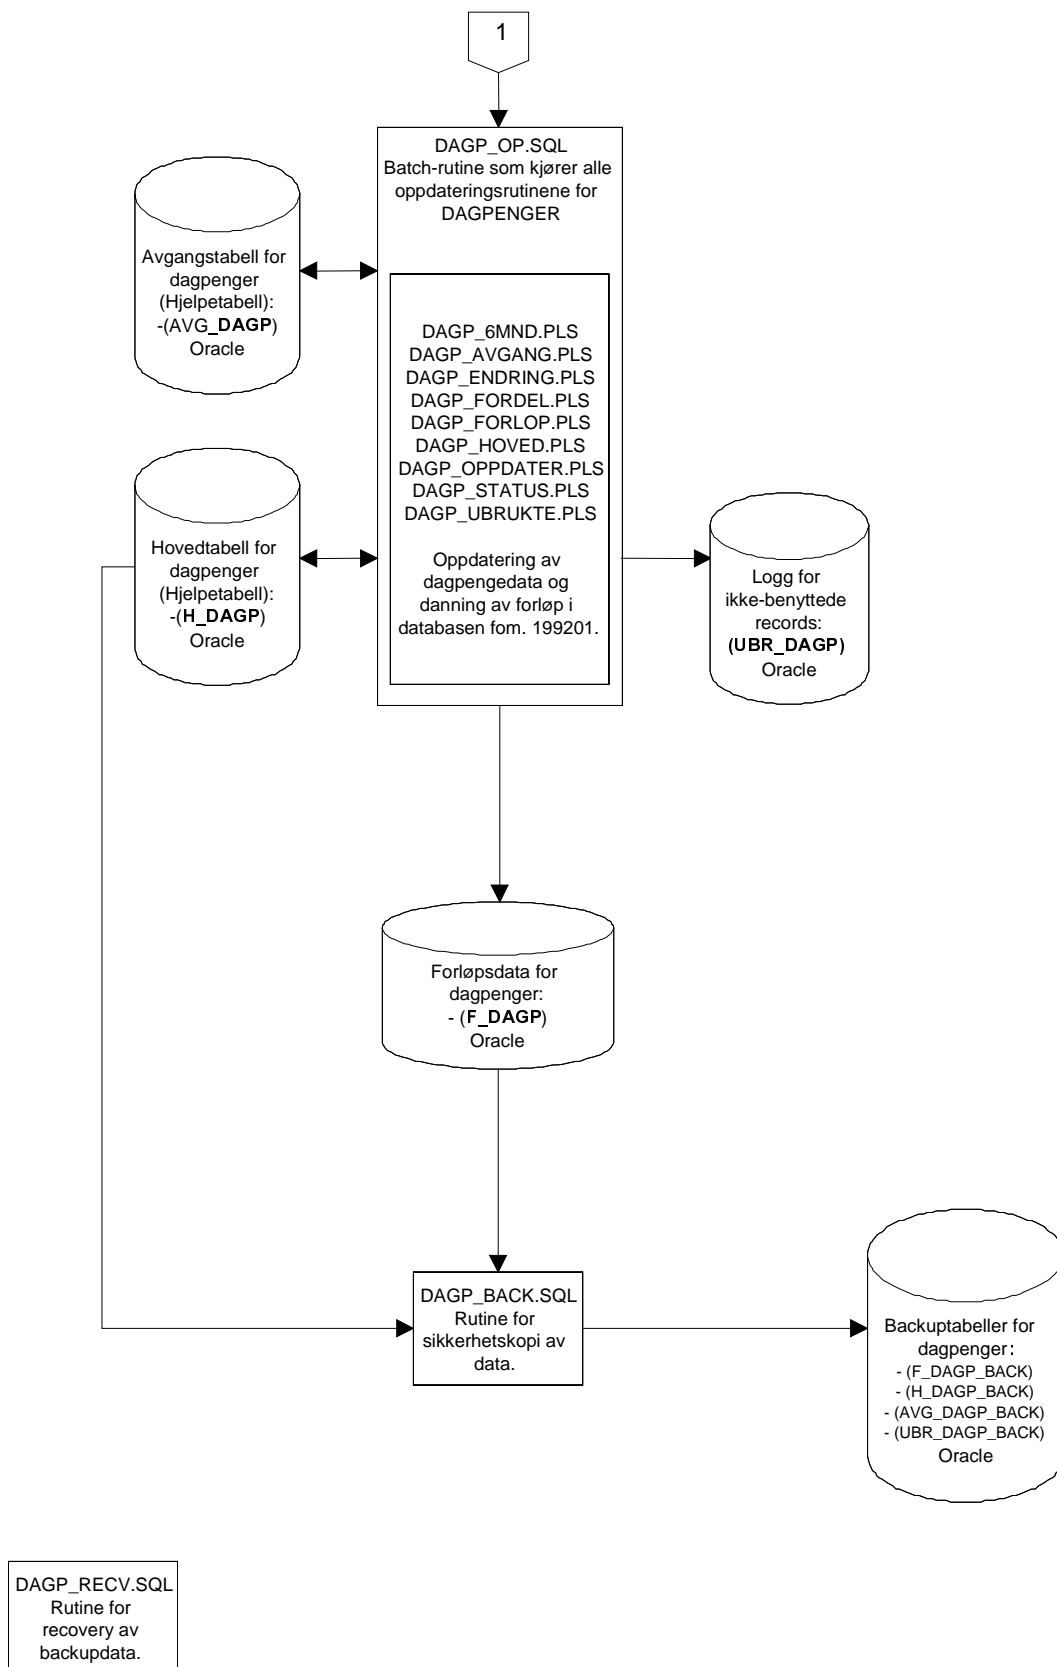 1
DAGP_OP.SQL
Batch-rutine som kjører alle
oppdateringsrutinene for
DAGPENGER
Avgangstabell for
dagpenger
(Hjelpetabell):
-(AVG_DAGP)
Oracle
DAGP_6MND.PLS
DAGP_AVGANG.PLS
DAGP_ENDRING.PLS
DAGP_FORDEL.PLS
DAGP_FORLOP.PLS
DAGP_HOVED.PLS
DAGP_OPPDATER.PLS
DAGP_STATUS.PLS
DAGP_UBRUKTE.PLS
Oppdatering av
dagpengedata og
danning av forløp i
databasen fom. 199201.
Hovedtabell for
dagpenger
(Hjelpetabell):
-(H_DAGP)
Oracle
Logg for
ikke-benyttede
records:
(UBR_DAGP)
Oracle
Forløpsdata for
dagpenger:
- (F_DAGP)
Oracle
DAGP_BACK.SQL
Rutine for
sikkerhetskopi av
data.
Backuptabeller for
dagpenger:
- (F_DAGP_BACK)
- (H_DAGP_BACK)
- (AVG_DAGP_BACK)
- (UBR_DAGP_BACK)
Oracle
DAGP_RECV.SQL
Rutine for
recovery av
backupdata.